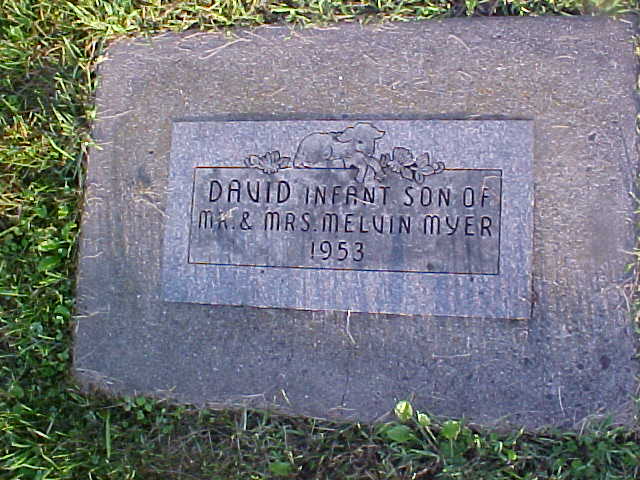 DAVID INFANT SON OF
MR. & MRS. MELVIN MYER
1953